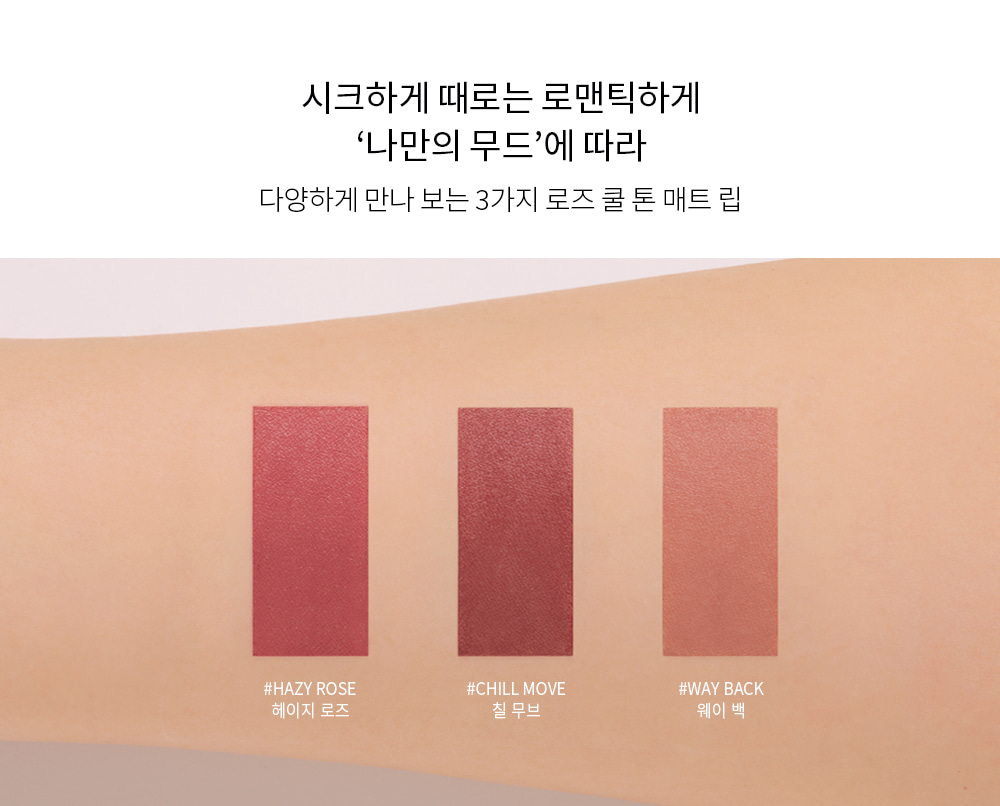 시크하게 때로는 로맨틱하게
‘나만의 무드’에 따라
다양하게 만나 보는 3가지 로즈 쿨 톤 매트 립
#HAZY ROSE
헤이지 로즈
#CHILL MOVE
칠 무브
#WAY BACK
웨이 백